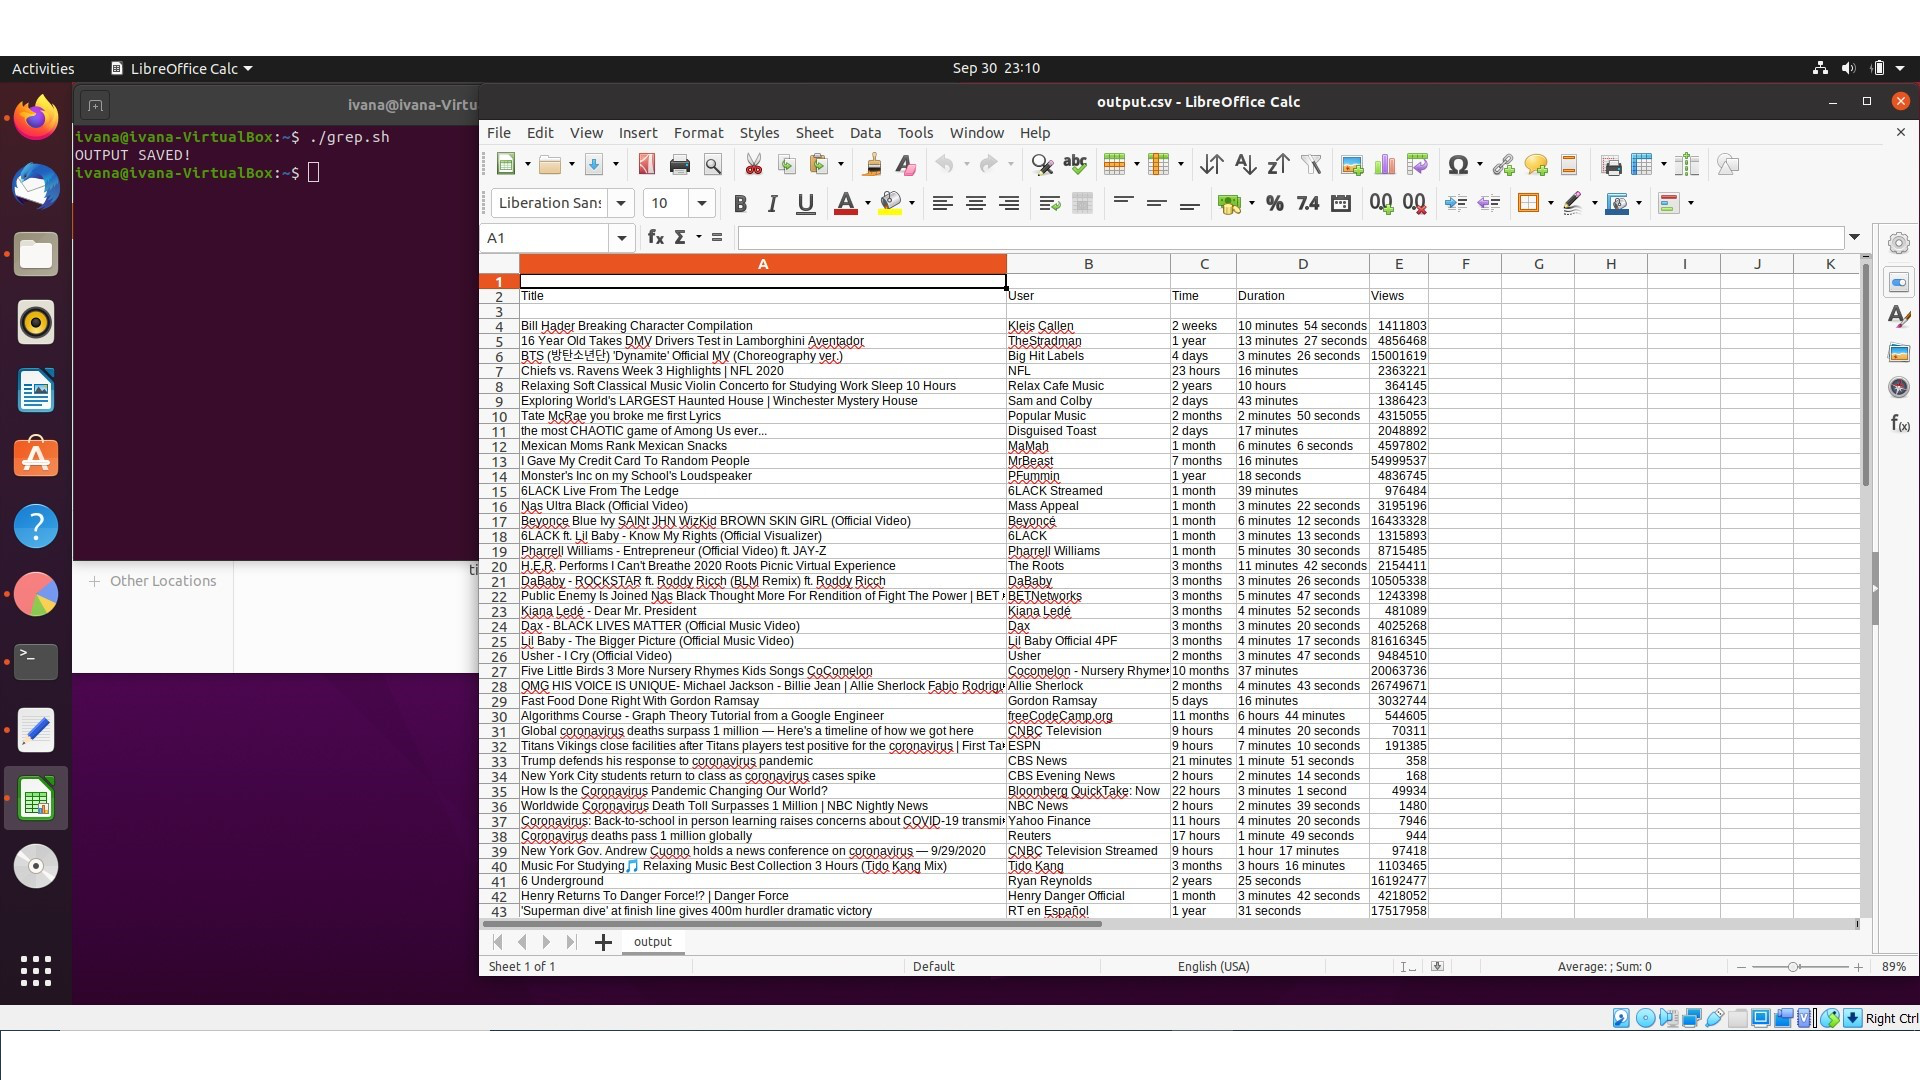 Activities LibreOffice Calc Sep 30 23:10
ivana@ivana-Virtu
ivana@ivana-VirtualBox:~$ ./grep.sh
OUTPUT SAVED!
ivana@ivana-VirtualBox:~$
Other Locations
output.csv - LibreOffice Calc
File Edit View Insert Format Styles Sheet Data Tools Window Help
Liberation Sans 10
A1
A B C D E F G H I J K
1
2 Title User Time Duration Views
3
4 Bill Hader Breaking Character Compilation Kleis Callen 2 weeks 10 minutes 54 seconds 1411803
5 16 Year Old Takes DMV Drivers Test in Lamborghini Aventador TheStradman 1 year 13 minutes 27 seconds 4856468
6 BTS (방탄소년단) 'Dynamite' Official MV (Choreography ver.) Big Hit Labels 4 days 3 minutes 26 seconds 15001619
7 Chiefs vs. Ravens Week 3 Highlights | NFL 2020 NFL 23 hours 16 minutes 2363221
8 Relaxing Soft Classical Music Violin Concerto for Studying Work Sleep 10 Hours Relax Cafe Music 2 years 10 hours 364145
9 Exploring World's LARGEST Haunted House | Winchester Mystery House Sam and Colby 2 days 43 minutes 1386423
10 Tate McRae you broke me first Lyrics Popular Music 2 months 2 minutes 50 seconds 4315055
11 the most CHAOTIC game of Among Us ever... Disguised Toast 2 days 17 minutes 2048892
12 Mexican Moms Rank Mexican Snacks MaMah 1 month 6 minutes 6 seconds 4597802
13 I Gave My Credit Card To Random People MrBeast 7 months 16 minutes 54999537
14 Monster's Inc on my School's Loudspeaker PFummin 1 year 18 seconds 4836745
15 6LACK Live From The Ledge 6LACK Streamed 1 month 39 minutes 976484
16 Nas Ultra Black (Official Video) Mass Appeal 1 month 3 minutes 22 seconds 3195196
17 Beyonce Blue Ivy SAINt JHN WizKid BROWN SKIN GIRL (Official Video) Beyoncé 1 month 6 minutes 12 seconds 16433328
18 6LACK ft. Lil Baby - Know My Rights (Official Visualizer) 6LACK 1 month 3 minutes 13 seconds 1315893
19 Pharrell Williams - Entrepreneur (Official Video) ft. JAY-Z Pharrell Williams 1 month 5 minutes 30 seconds 8715485
20 H.E.R. Performs I Can't Breathe 2020 Roots Picnic Virtual Experience The Roots 3 months 11 minutes 42 seconds 2154411
21 DaBaby - ROCKSTAR ft. Roddy Ricch (BLM Remix) ft. Roddy Ricch DaBaby 3 months 3 minutes 26 seconds 10505338
22 Public Enemy Is Joined Nas Black Thought More For Rendition of Fight The Power | BET BETNetworks 3 months 5 minutes 47 seconds 1243398
23 Kiana Ledé - Dear Mr. President Kiana Ledé 3 months 4 minutes 52 seconds 481089
24 Dax - BLACK LIVES MATTER (Official Music Video) Dax 3 months 3 minutes 20 seconds 4025268
25 Lil Baby - The Bigger Picture (Official Music Video) Lil Baby Official 4PF 3 months 4 minutes 17 seconds 81616345
26 Usher - I Cry (Official Video) Usher 2 months 3 minutes 47 seconds 9484510
27 Five Little Birds 3 More Nursery Rhymes Kids Songs CoComelon Cocomelon - Nursery Rhyme 10 months 37 minutes 20063736
28 OMG HIS VOICE IS UNIQUE- Michael Jackson - Billie Jean | Allie Sherlock Fabio Rodrigu Allie Sherlock 2 months 4 minutes 43 seconds 26749671
29 Fast Food Done Right With Gordon Ramsay Gordon Ramsay 5 days 16 minutes 3032744
30 Algorithms Course - Graph Theory Tutorial from a Google Engineer freeCodeCamp.org 11 months 6 hours 44 minutes 544605
31 Global coronavirus deaths surpass 1 million — Here's a timeline of how we got here CNBC Television 9 hours 4 minutes 20 seconds 70311
32 Titans Vikings close facilities after Titans players test positive for the coronavirus | First Ta ESPN 9 hours 7 minutes 10 seconds 191385
33 Trump defends his response to coronavirus pandemic CBS News 21 minutes 1 minute 51 seconds 358
34 New York City students return to class as coronavirus cases spike CBS Evening News 2 hours 2 minutes 14 seconds 168
35 How Is the Coronavirus Pandemic Changing Our World? Bloomberg QuickTake: Now 22 hours 3 minutes 1 second 49934
36 Worldwide Coronavirus Death Toll Surpasses 1 Million | NBC Nightly News NBC News 2 hours 2 minutes 39 seconds 1480
37 Coronavirus: Back-to-school in person learning raises concerns about COVID-19 transmi Yahoo Finance 11 hours 4 minutes 20 seconds 7946
38 Coronavirus deaths pass 1 million globally Reuters 17 hours 1 minute 49 seconds 944
39 New York Gov. Andrew Cuomo holds a news conference on coronavirus — 9/29/2020 CNBC Television Streamed 9 hours 1 hour 17 minutes 97418
40 Music For Studying🎵 Relaxing Music Best Collection 3 Hours (Tido Kang Mix) Tido Kang 3 months 3 hours 16 minutes 1103465
41 6 Underground Ryan Reynolds 2 years 25 seconds 16192477
42 Henry Returns To Danger Force!? | Danger Force Henry Danger Official 1 month 3 minutes 42 seconds 4218052
43 'Superman dive' at finish line gives 400m hurdler dramatic victory RT en Español 1 year 31 seconds 17517958
output
Sheet 1 of 1 Default English (USA) Average: ; Sum: 0 89%
Right Ctrl